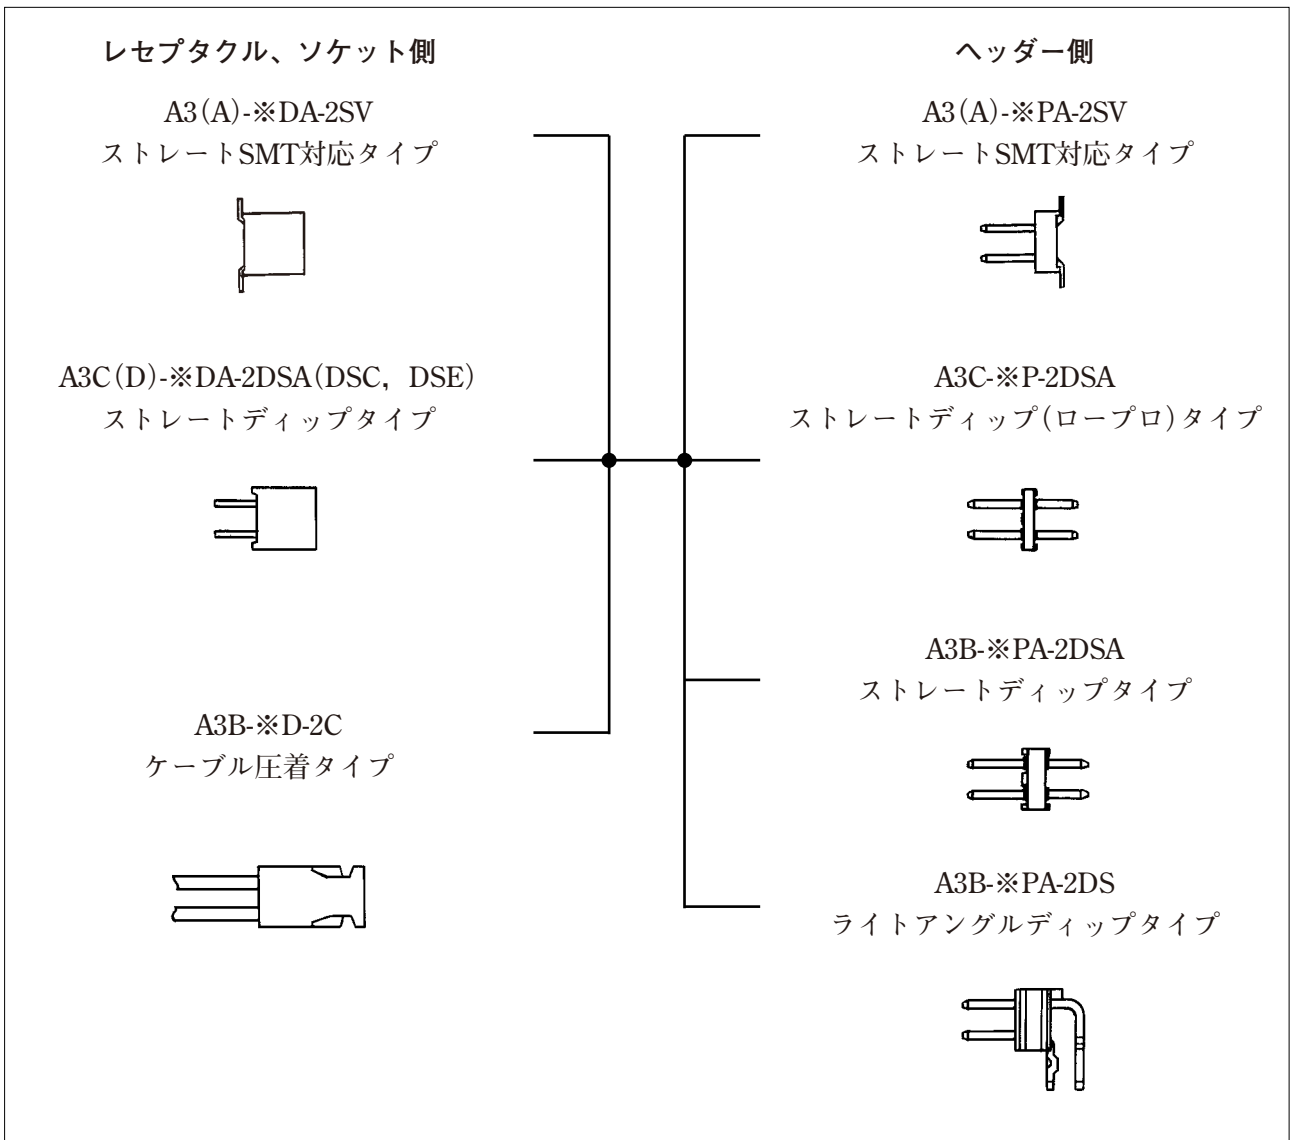 レセプタクル、ソケット側
A3(A)-※DA-2SV
ストレートSMT対応タイプ
A3C(D)-※DA-2DSA(DSC，DSE)
ストレートディップタイプ
A3B-※D-2C
ケーブル圧着タイプ
ヘッダー側
A3(A)-※PA-2SV
ストレートSMT対応タイプ
A3C-※P-2DSA
ストレートディップ(ロープロ)タイプ
A3B-※PA-2DSA
ストレートディップタイプ
A3B-※PA-2DS
ライトアングルディップタイプ